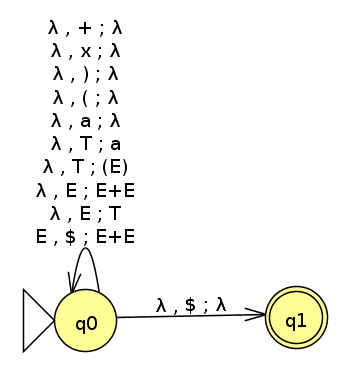 λ , + ; λ
λ , x ; λ
λ , ) ; λ
λ , ( ; λ
λ , a ; λ
λ , T ; a
λ , T ; (E)
λ , E ; E+E
λ , E ; T
E , $ ; E+E
λ , $ ; λ
q0
q1